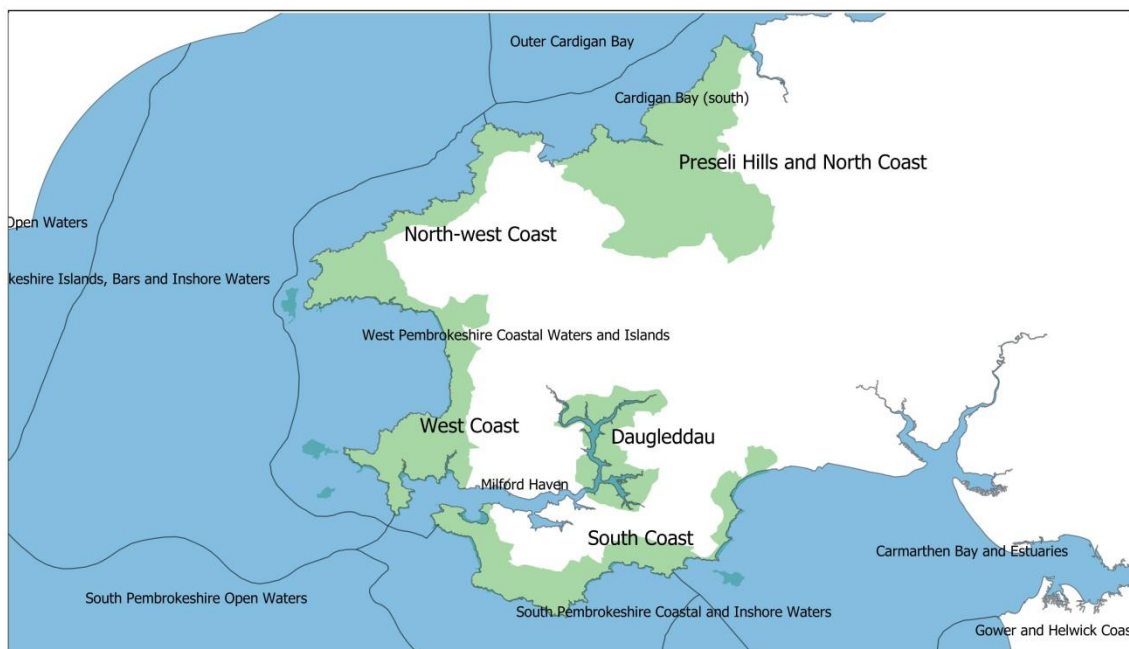 Outer Cardigan Bay
Cardigan Bay (south)
Preseli Hills and North Coast
Open Waters
North-west Coast
keshire Islands, Bars and Inshore Waters
West Pembrokeshire Coastal Waters and Islands
West Coast
Daugleddau
Milford Haven
South Coast
Carmarthen Bay and Estuaries
South Pembrokeshire Open Waters
South Pembrokeshire Coastal and Inshore Waters
Gower and Helwick Coas